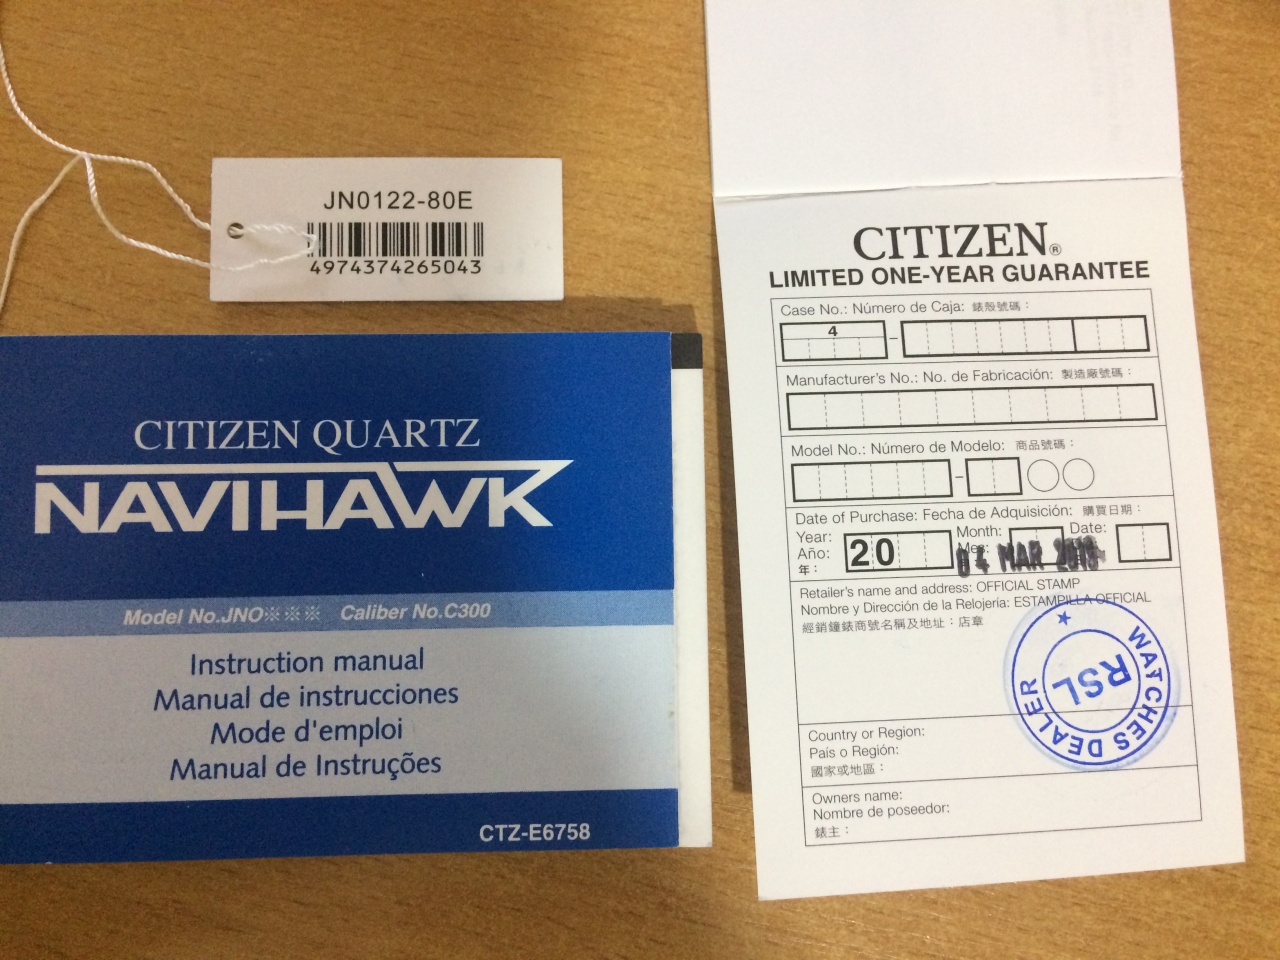 JN0122-80E
4974374265043
CITIZEN QUARTZ
NAVIHAWK
Model No.JNO※※※ Caliber No.C300
Instruction manual
Manual de instrucciones
Mode d'emploi
Manual de Instruções
CTZ-E6758
CITIZEN®
LIMITED ONE-YEAR GUARANTEE
Case No.: Número de Caja: 錶殼號碼：
4
–
Manufacturer's No.: No. de Fabricación: 製造廠號碼：
Model No.: Número de Modelo: 商品號碼：
–
Date of Purchase: Fecha de Adquisición: 購買日期：
Year: Month: Date:
Año: 20 Mes:
年：
04 MAR
Retailer's name and address: OFFICIAL STAMP
Nombre y Dirección de la Relojería: ESTAMPILLA OFFICIAL
經銷鐘錶商號名稱及地址：店章
WATCHES DEALER ★
RSL
Country or Region:
País o Región:
國家或地區：
Owners name:
Nombre de poseedor:
錶主：